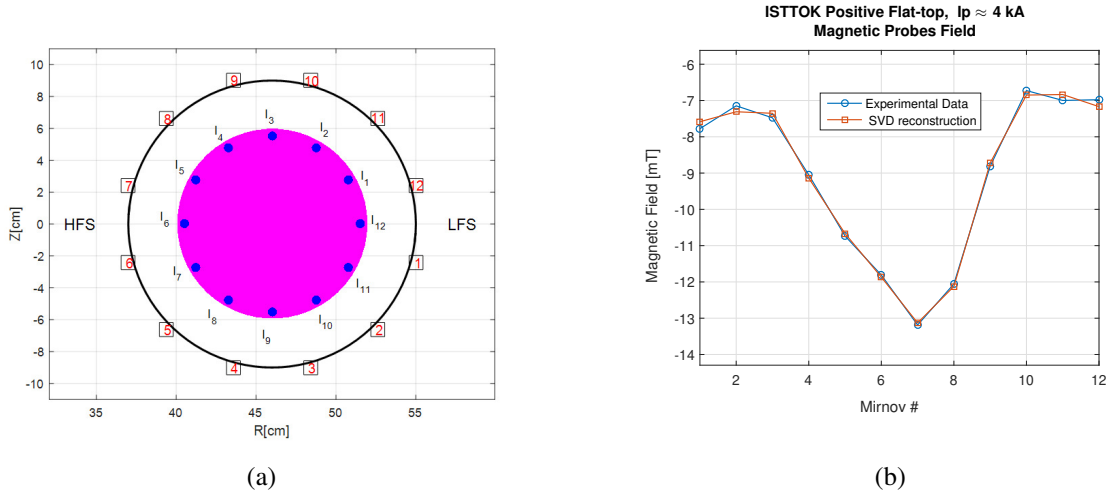 10
8
6
4
2
0
-2
-4
-6
-8
-10
Z[cm]
35
40
45
50
55
R[cm]
HFS
LFS
9
10
8
11
7
12
6
1
5
2
4
3
I3
I4
I2
I5
I1
I6
I12
I7
I11
I8
I10
I9
(a)
ISTTOK Positive Flat-top, Ip ≈ 4 kA
Magnetic Probes Field
-6
-7
-8
-9
-10
-11
-12
-13
-14
Magnetic Field [mT]
Experimental Data
SVD reconstruction
2
4
6
8
10
12
Mirnov #
(b)